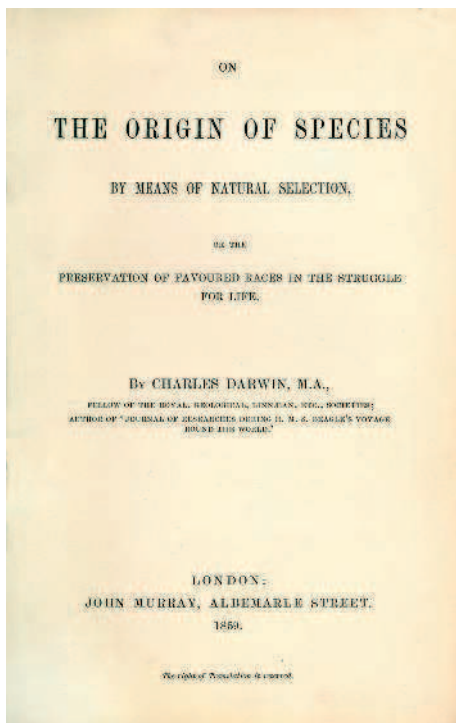 ON
THE ORIGIN OF SPECIES
BY MEANS OF NATURAL SELECTION,
OR THE
PRESERVATION OF FAVOURED RACES IN THE STRUGGLE
FOR LIFE.
BY CHARLES DARWIN, M.A.,
FELLOW OF THE ROYAL, GEOLOGICAL, LINNÆAN, ETC., SOCIETIES;
AUTHOR OF 'JOURNAL OF RESEARCHES DURING H. M. S. BEAGLE'S VOYAGE
ROUND THE WORLD.'
LONDON:
JOHN MURRAY, ALBEMARLE STREET.
1859.
The right of Translation is reserved.